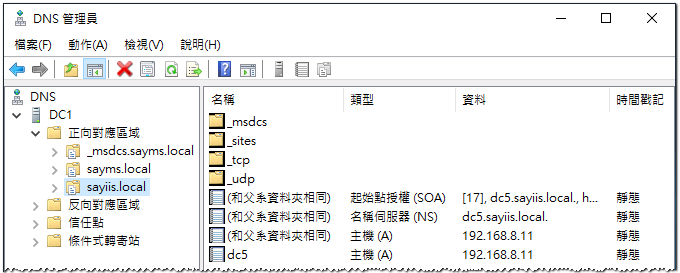 DNS 管理員
檔案(F) 動作(A) 檢視(V) 說明(H)
DNS
DC1
正向對應區域
_msdcs.sayms.local
sayms.local
sayiis.local
反向對應區域
信任點
條件式轉寄站
名稱 類型 資料 時間戳記
_msdcs
_sites
_tcp
_udp
(和父系資料夾相同) 起始點授權 (SOA) [17], dc5.sayiis.local., h... 靜態
(和父系資料夾相同) 名稱伺服器 (NS) dc5.sayiis.local. 靜態
(和父系資料夾相同) 主機 (A) 192.168.8.11 靜態
dc5 主機 (A) 192.168.8.11 靜態